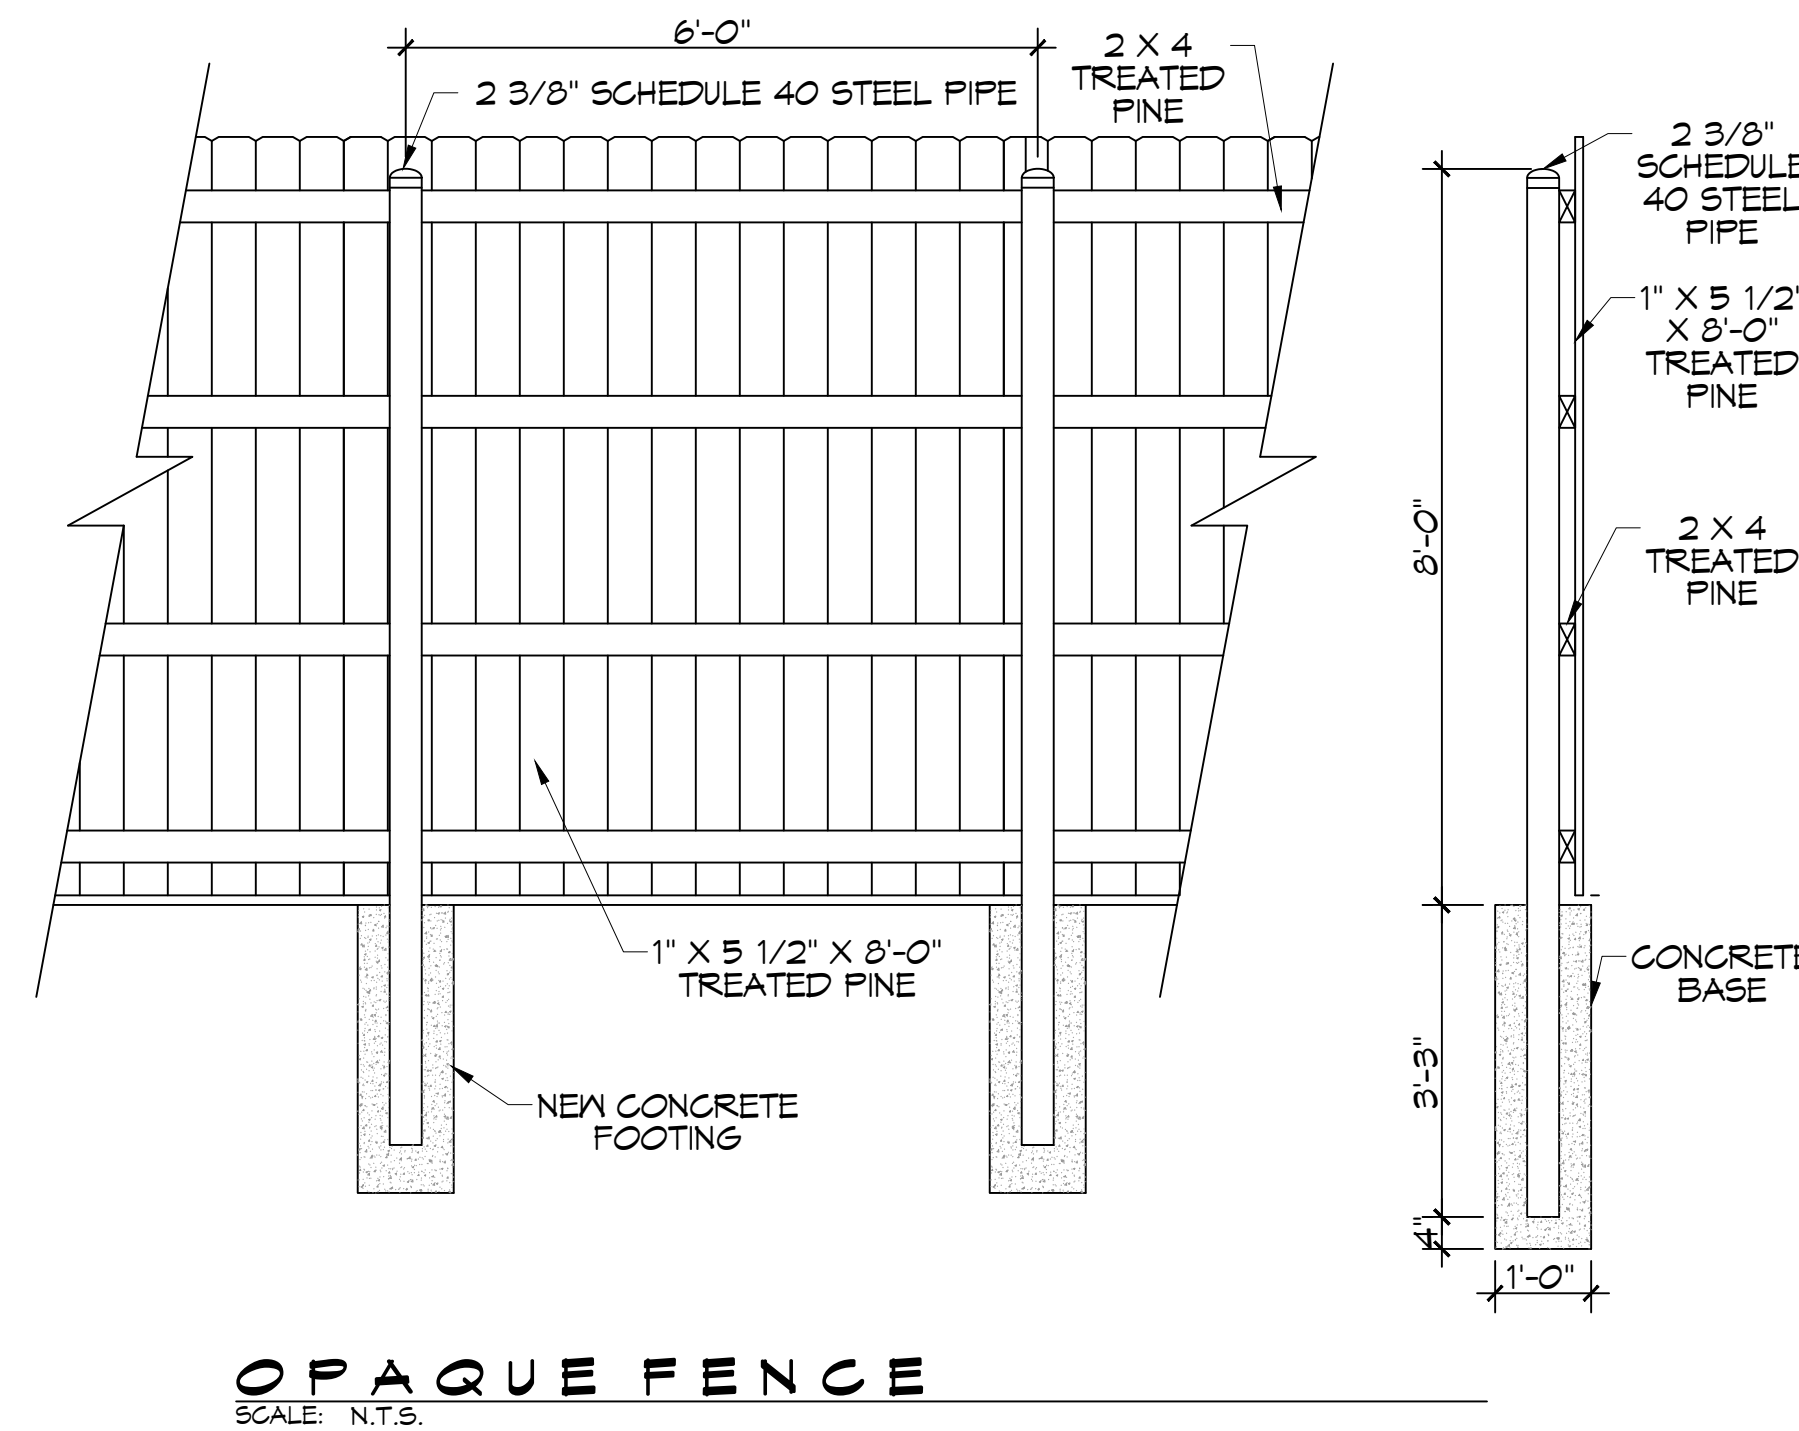 6'-0"
2 3/8" SCHEDULE 40 STEEL PIPE
2 X 4
TREATED
PINE
2 3/8"
SCHEDULE
40 STEEL
PIPE
1" X 5 1/2"
X 8'-0"
TREATED
PINE
8'-0"
2 X 4
TREATED
PINE
1" X 5 1/2" X 8'-0"
TREATED PINE
CONCRETE
BASE
3'-3"
NEW CONCRETE
FOOTING
4"
1'-0"
OPAQUE FENCE
SCALE: N.T.S.